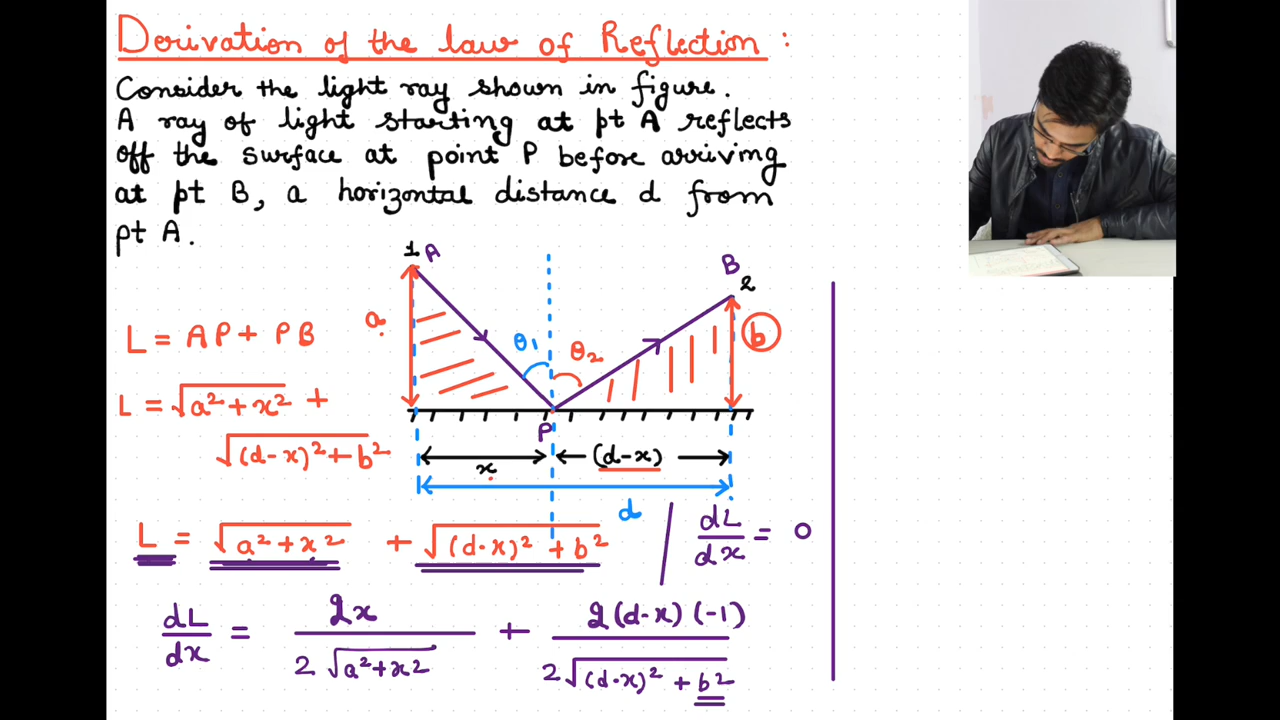 Derivation of the law of Reflection :
Consider the light ray shown in figure.
A ray of light starting at pt A reflects
off the surface at point P before arriving
at pt B, a horizontal distance d from
pt A.
1 A
B
2
a
θ1
θ2
b
L = AP + PB
L = √(a²+x²) +
√((d-x)²+b²)
P
x
(d-x)
d
L = √(a²+x²) + √((d-x)² + b²)
dL/dx = 0
dL/dx = 2x / 2√(a²+x²) + 2(d-x)(-1) / 2√((d-x)² + b²)